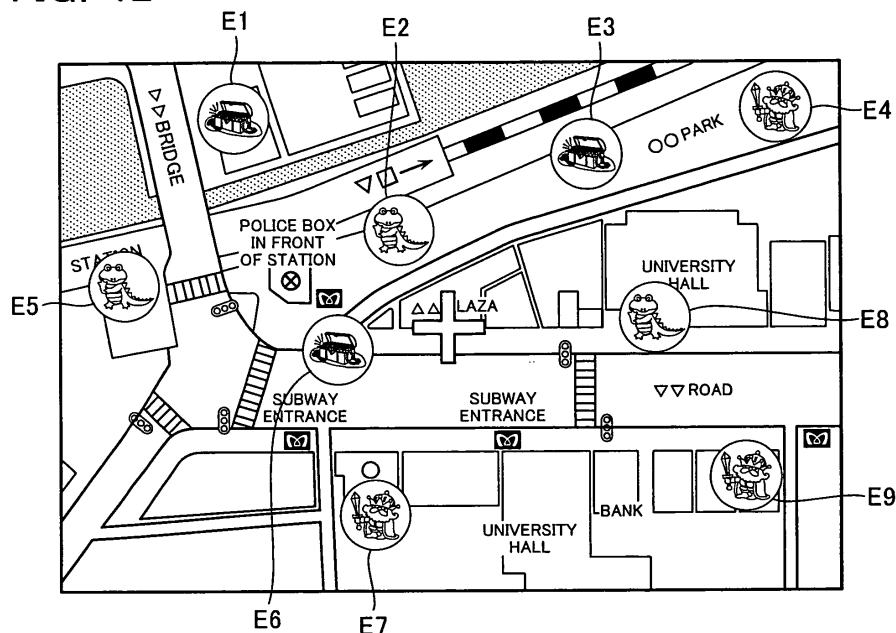 E1
E2
E3
E4
▽▽BRIDGE
○○PARK
▽□→
POLICE BOX
IN FRONT
OF STATION
STATION
UNIVERSITY
HALL
E5
△△ LAZA
E8
SUBWAY
ENTRANCE
SUBWAY
ENTRANCE
▽▽ROAD
BANK
UNIVERSITY
HALL
E9
E6
E7